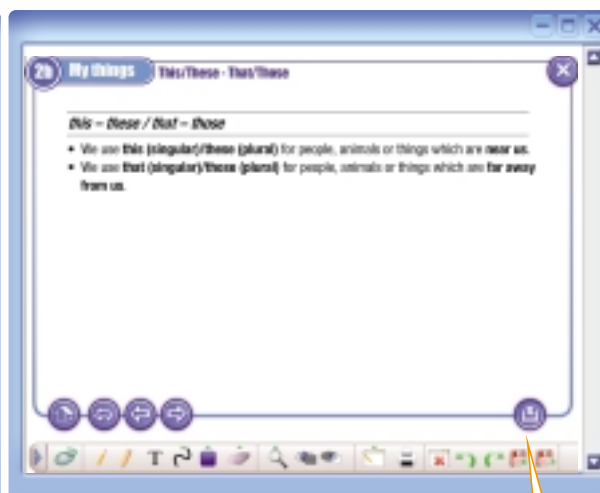 2b My things This/These - That/Those
this – these / that – those
• We use this (singular)/these (plural) for people, animals or things which are near us.
• We use that (singular)/those (plural) for people, animals or things which are far away
from us.
T